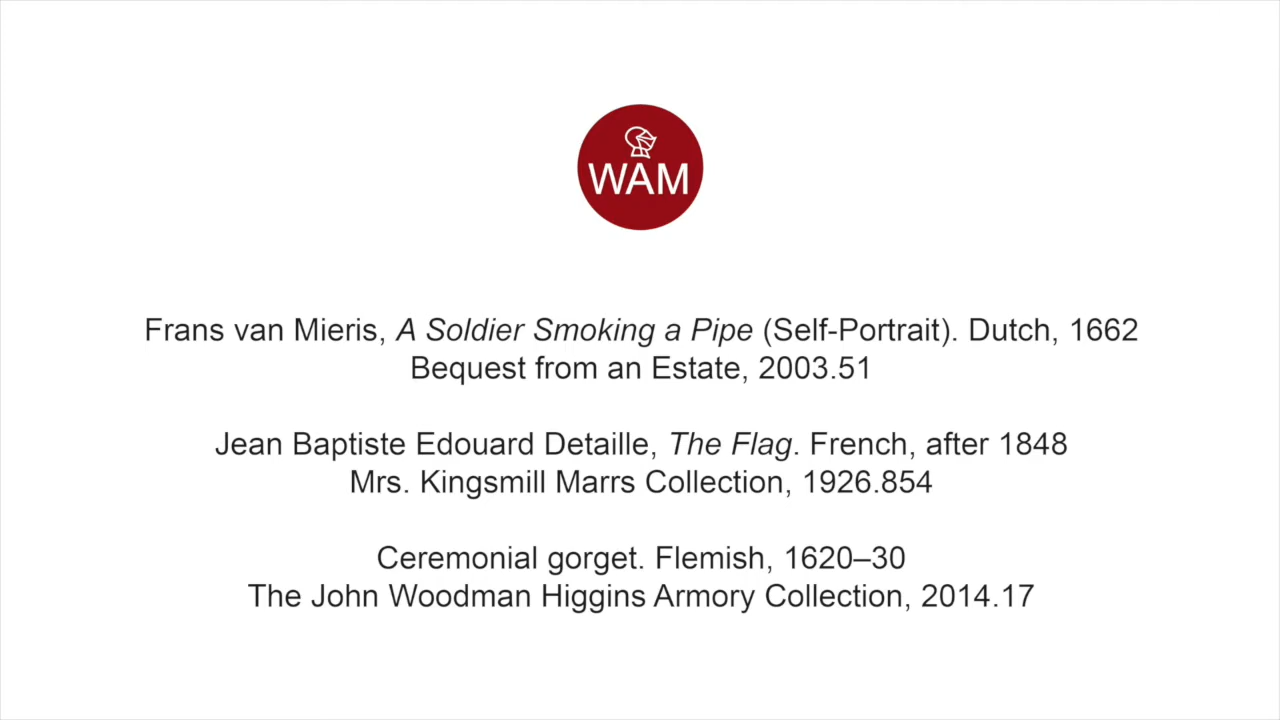 WAM
Frans van Mieris, A Soldier Smoking a Pipe (Self-Portrait). Dutch, 1662
Bequest from an Estate, 2003.51
Jean Baptiste Edouard Detaille, The Flag. French, after 1848
Mrs. Kingsmill Marrs Collection, 1926.854
Ceremonial gorget. Flemish, 1620–30
The John Woodman Higgins Armory Collection, 2014.17